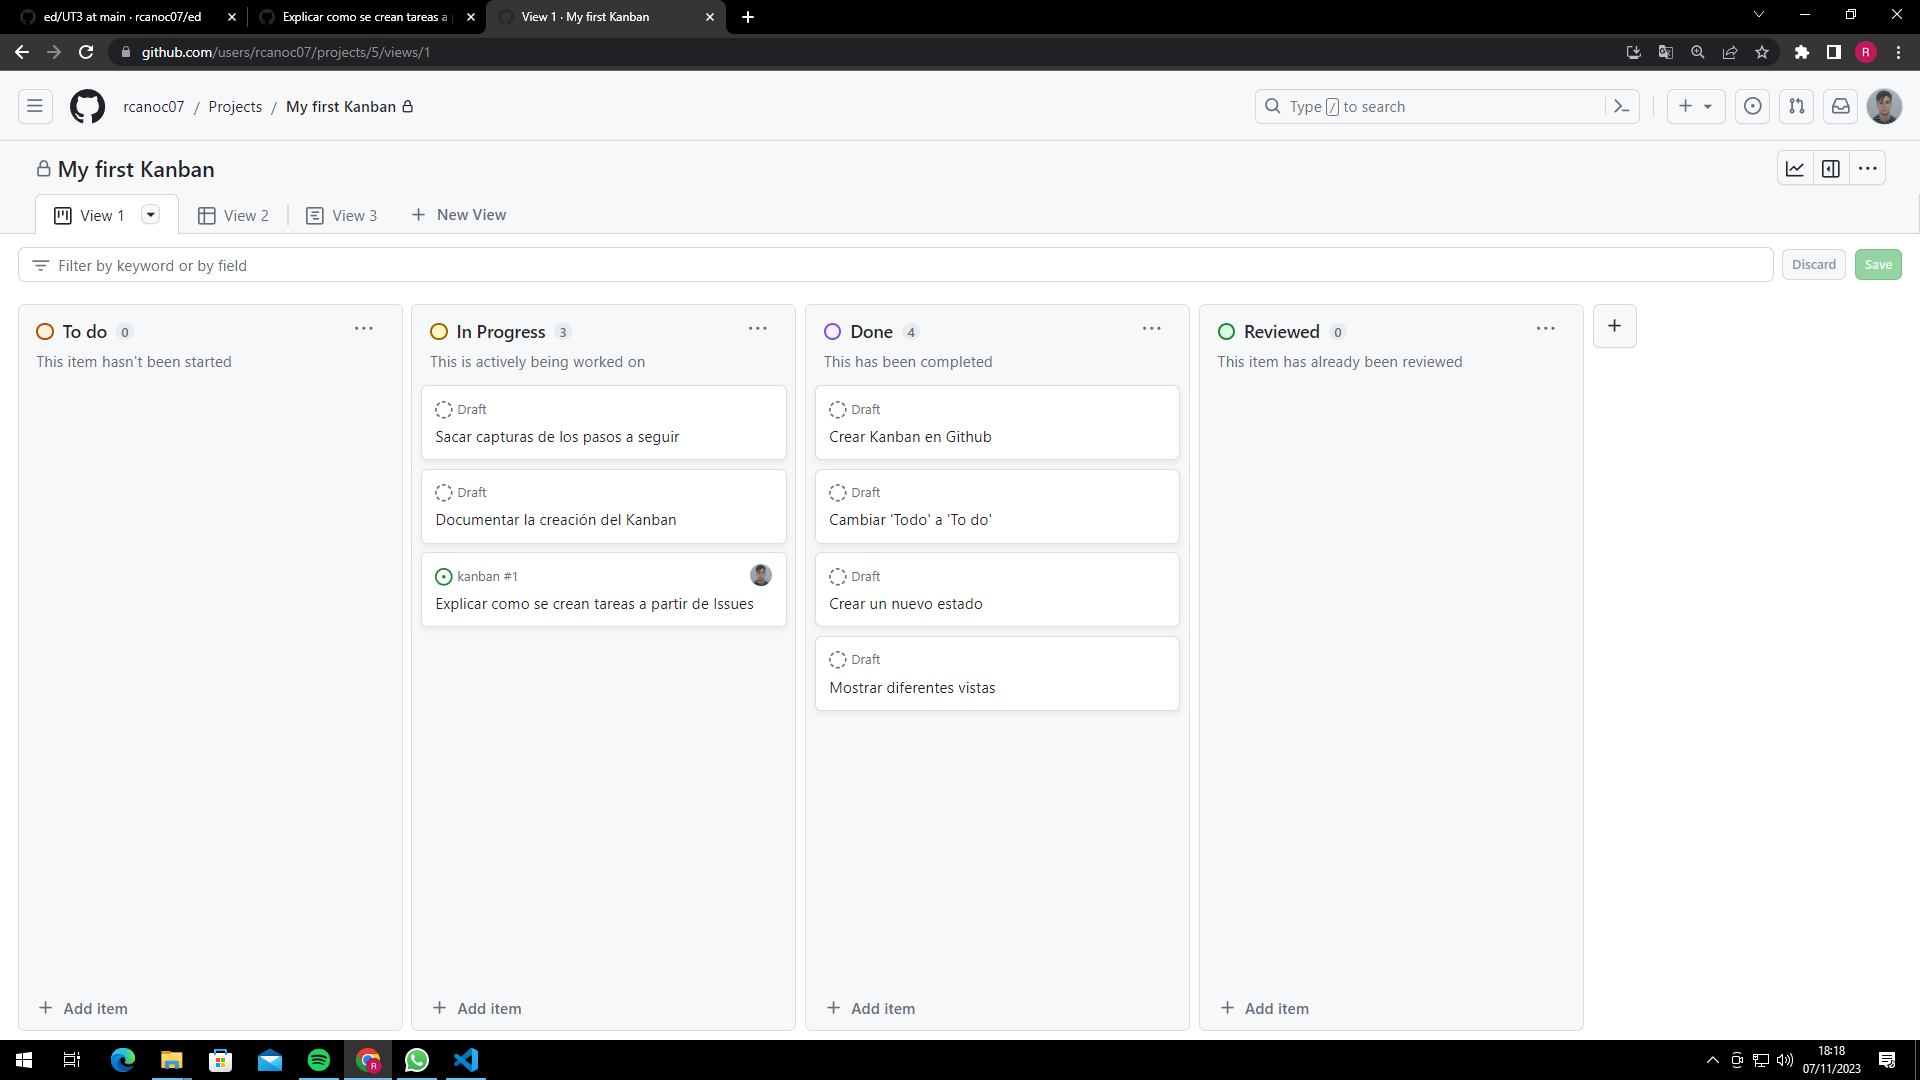 ed/UT3 at main · rcanoc07/ed
Explicar como se crean tareas a
View 1 · My first Kanban
github.com/users/rcanoc07/projects/5/views/1
R
rcanoc07 / Projects / My first Kanban
Type / to search
My first Kanban
View 1
View 2
View 3
New View
Filter by keyword or by field
Discard
Save
To do 0
This item hasn't been started
Add item
In Progress 3
This is actively being worked on
Draft
Sacar capturas de los pasos a seguir
Draft
Documentar la creación del Kanban
kanban #1
Explicar como se crean tareas a partir de Issues
Add item
Done 4
This has been completed
Draft
Crear Kanban en Github
Draft
Cambiar 'Todo' a 'To do'
Draft
Crear un nuevo estado
Draft
Mostrar diferentes vistas
Add item
Reviewed 0
This item has already been reviewed
Add item
R
18:18
07/11/2023